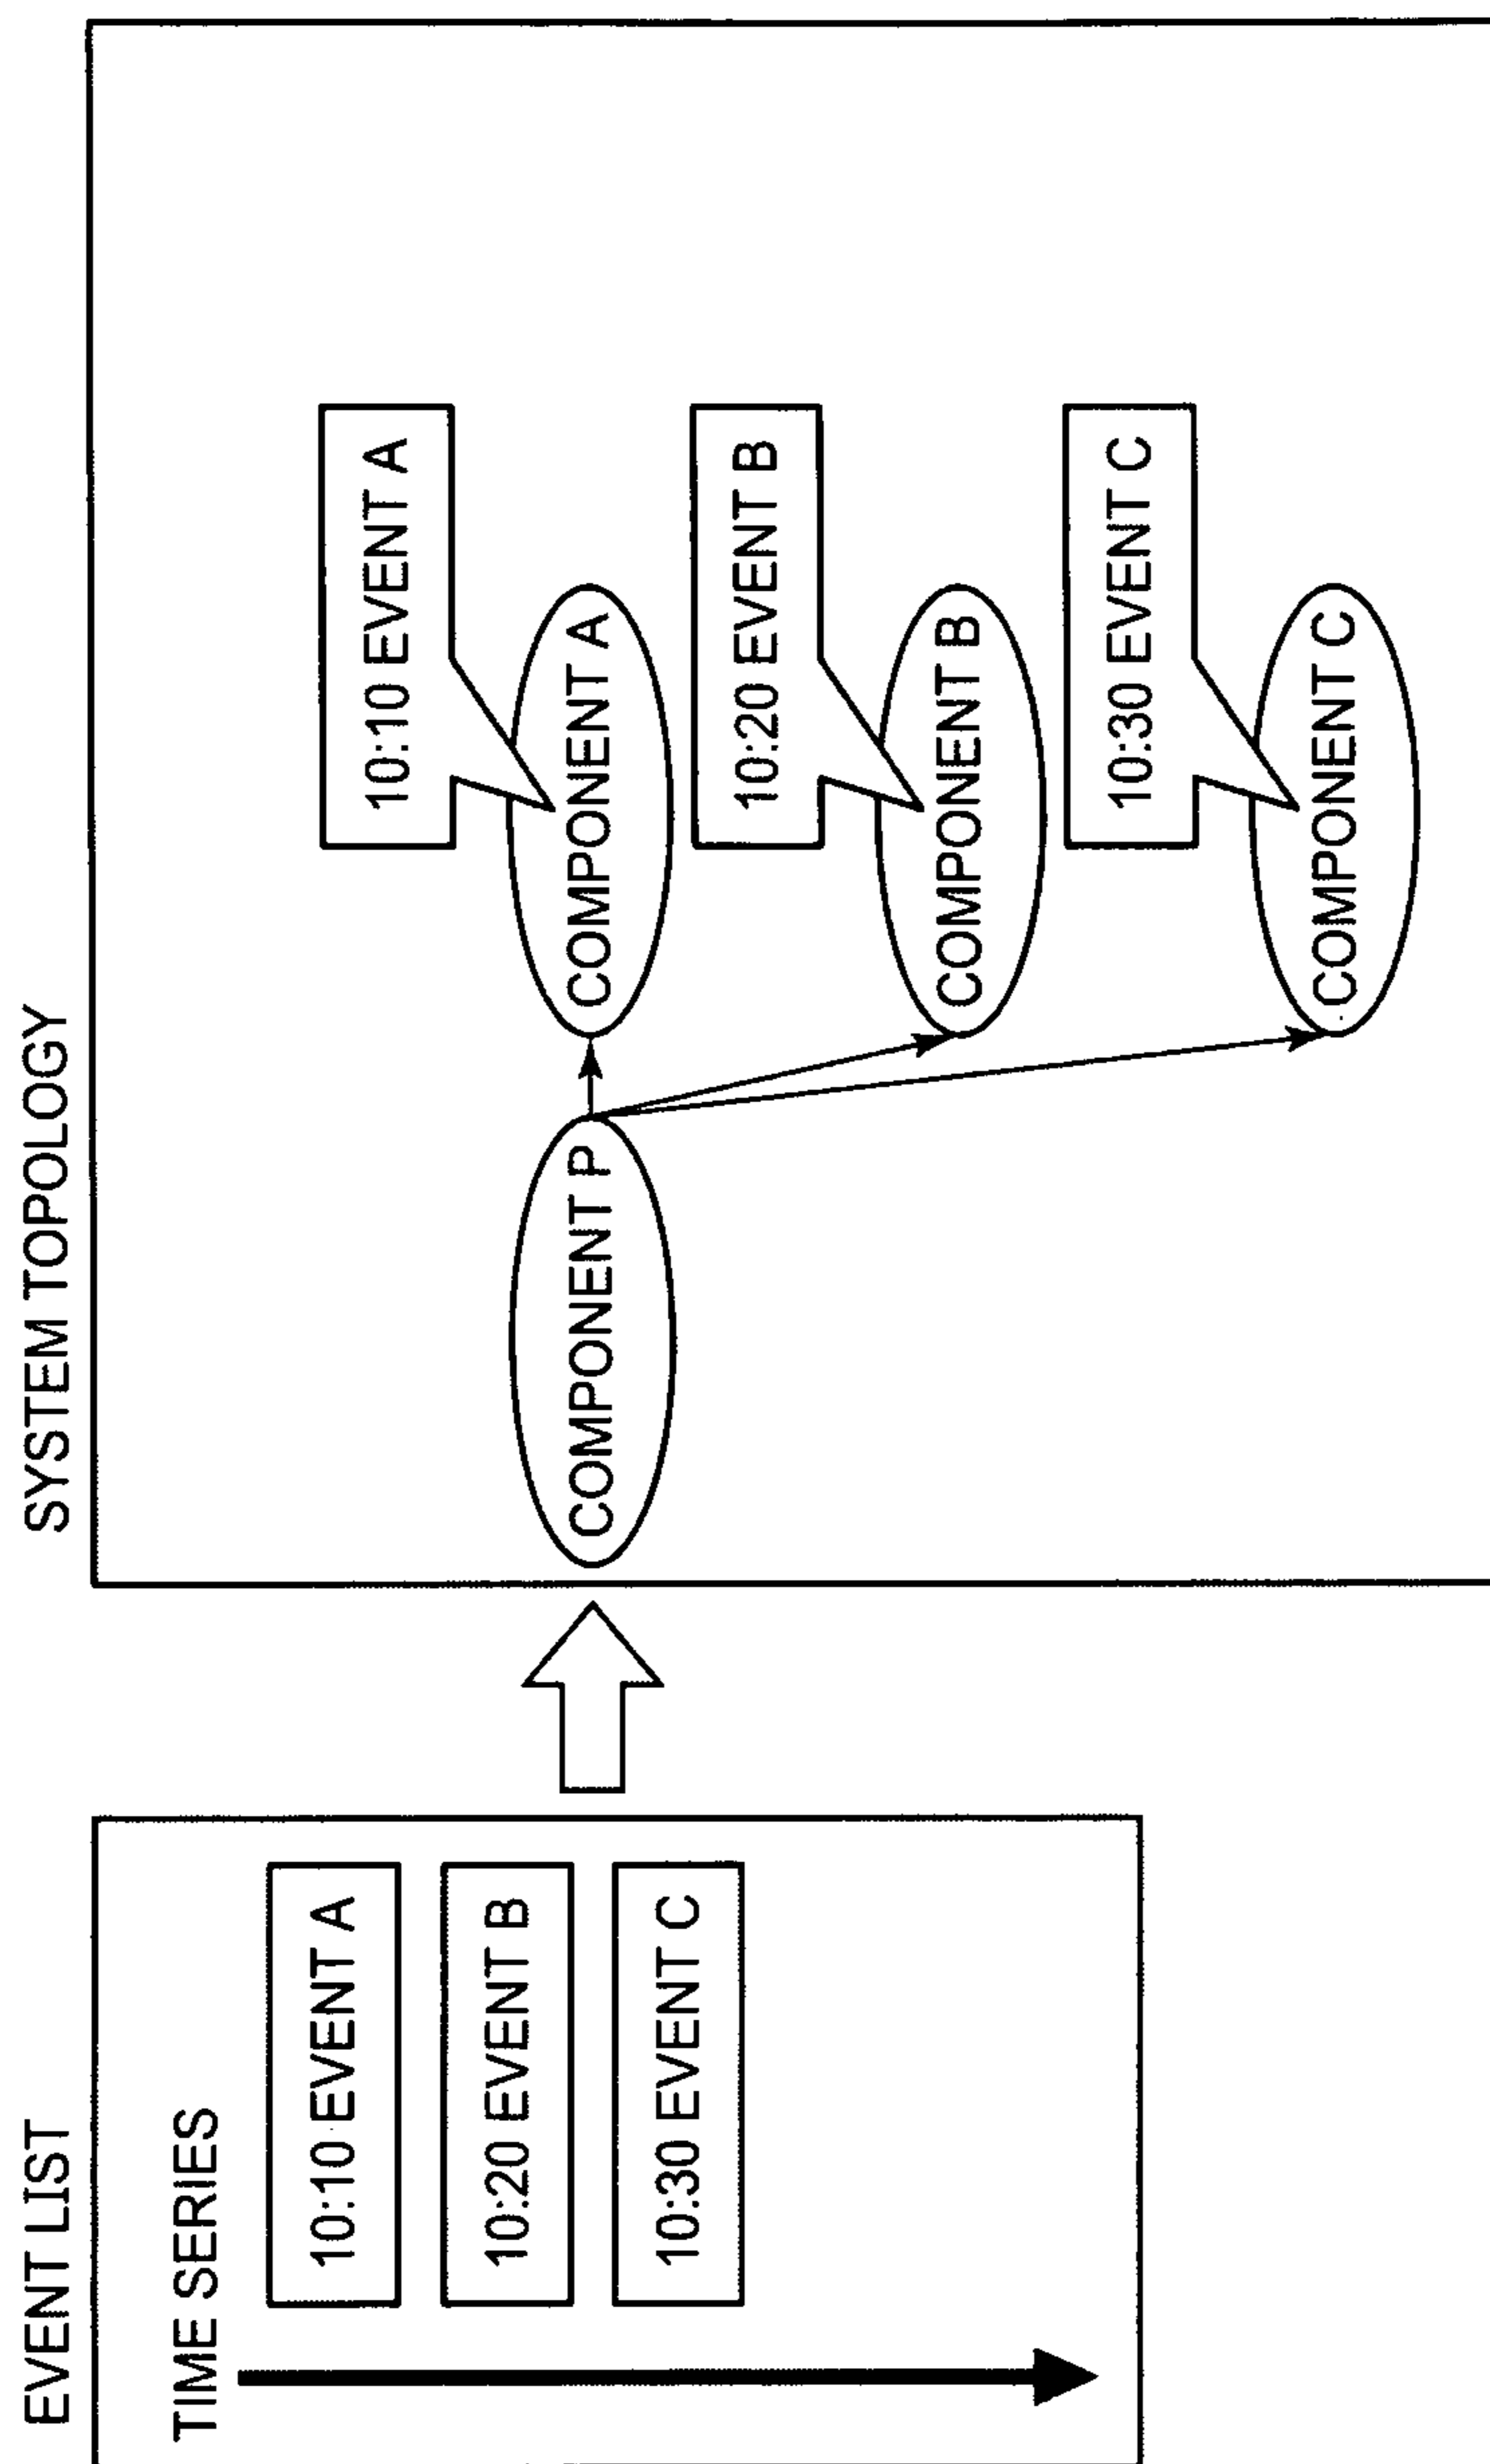 EVENT LIST
TIME SERIES
10:10 EVENT A
10:20 EVENT B
10:30 EVENT C
SYSTEM TOPOLOGY
COMPONENT P
10:10 EVENT A
COMPONENT A
10:20 EVENT B
COMPONENT B
10:30 EVENT C
COMPONENT C